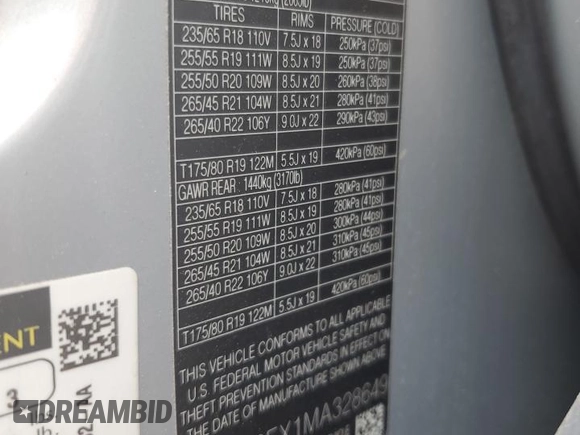 TIRES RIMS PRESSURE (COLD)
235/65 R18 110V 7.5J x 18 250kPa (37psi)
255/55 R19 111W 8.5J x 19 250kPa (37psi)
255/50 R20 109W 8.5J x 20 260kPa (38psi)
265/45 R21 104W 8.5J x 21 280kPa (41psi)
265/40 R22 106Y 9.0J x 22 290kPa (43psi)
T175/80 R19 122M 5.5J x 19 420kPa (60psi)
GAWR REAR : 1440kg (3170lb)
235/65 R18 110V 7.5J x 18 280kPa (41psi)
255/55 R19 111W 8.5J x 19 280kPa (41psi)
255/50 R20 109W 8.5J x 20 300kPa (44psi)
265/45 R21 104W 8.5J x 21 310kPa (45psi)
265/40 R22 106Y 9.0J x 22 310kPa (45psi)
T175/80 R19 122M 5.5J x 19 420kPa (60psi)
THIS VEHICLE CONFORMS TO ALL APPLICABLE
U.S. FEDERAL MOTOR VEHICLE SAFETY AND
THEFT PREVENTION STANDARDS IN EFFECT ON
THE DATE OF MANUFACTURE
EX1MA328649
ENT
3
DREAMBID